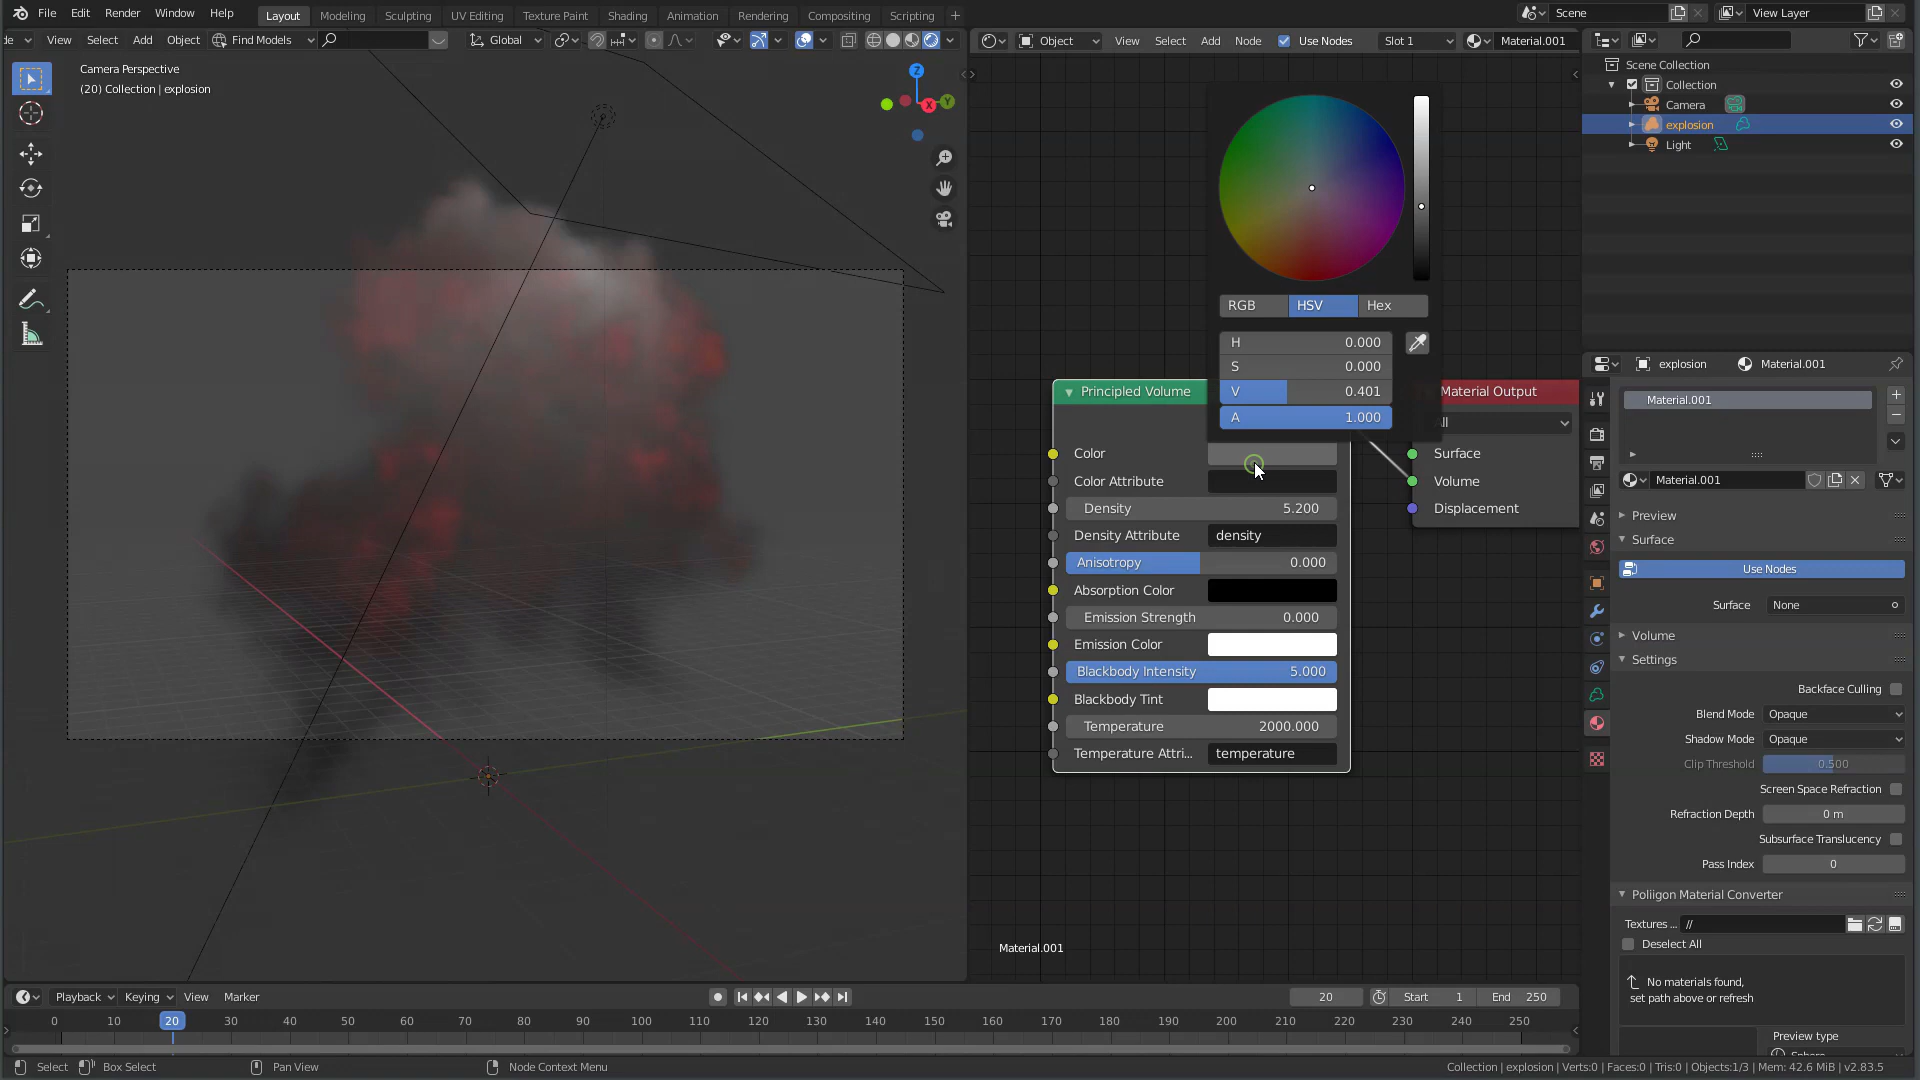 File Edit Render Window Help
Layout Modeling Sculpting UV Editing Texture Paint Shading Animation Rendering Compositing Scripting +
Scene
View Layer
de View Select Add Object Find Models Global
Object View Select Add Node Use Nodes Slot 1 Material.001
Camera Perspective
(20) Collection | explosion
Z
X
Y
Scene Collection
Collection
Camera
explosion
Light
RGB HSV Hex
H 0.000
S 0.000
V 0.401
A 1.000
Principled Volume
Color
Color Attribute
Density 5.200
Density Attribute density
Anisotropy 0.000
Absorption Color
Emission Strength 0.000
Emission Color
Blackbody Intensity 5.000
Blackbody Tint
Temperature 2000.000
Temperature Attri... temperature
Material Output
All
Surface
Volume
Displacement
Material.001
explosion Material.001
Material.001
Material.001
Preview
Surface
Use Nodes
Surface None
Volume
Settings
Backface Culling
Blend Mode Opaque
Shadow Mode Opaque
Clip Threshold 0.500
Screen Space Refraction
Refraction Depth 0 m
Subsurface Translucency
Pass Index 0
Poliigon Material Converter
Textures ... //
Deselect All
No materials found,
set path above or refresh
Preview type
Playback Keying View Marker
20 Start 1 End 250
0 10 20 30 40 50 60 70 80 90 100 110 120 130 140 150 160 170 180 190 200 210 220 230 240 250
Select Box Select Pan View Node Context Menu
Collection | explosion | Verts:0 | Faces:0 | Tris:0 | Objects:1/3 | Mem: 42.6 MiB | v2.83.5